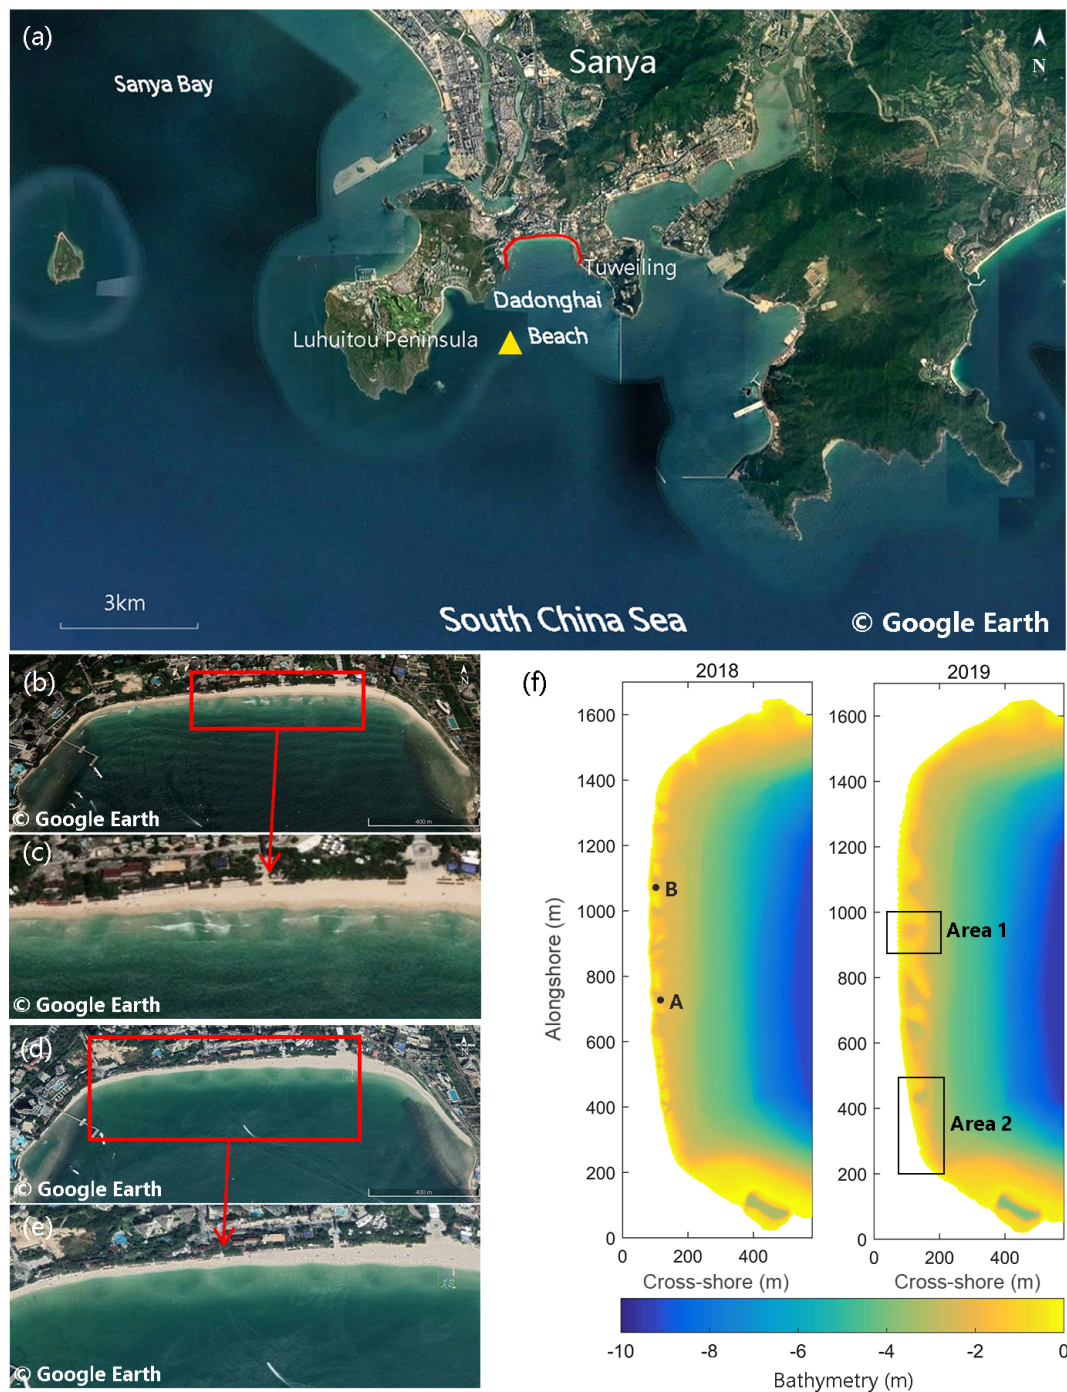 (a)
N
Sanya
Sanya Bay
Tuweiling
Dadonghai
Beach
Luhuitou Peninsula
3km
South China Sea
© Google Earth
(b)
N
© Google Earth
400 m
(c)
© Google Earth
(d)
N
© Google Earth
400 m
(e)
© Google Earth
(f)
2018
2019
1600
1400
1200
1000
800
600
400
200
0
Alongshore (m)
B
A
0
200
400
Cross-shore (m)
1600
1400
1200
1000
800
600
400
200
0
Area 1
Area 2
0
200
400
Cross-shore (m)
-10
-8
-6
-4
-2
0
Bathymetry (m)